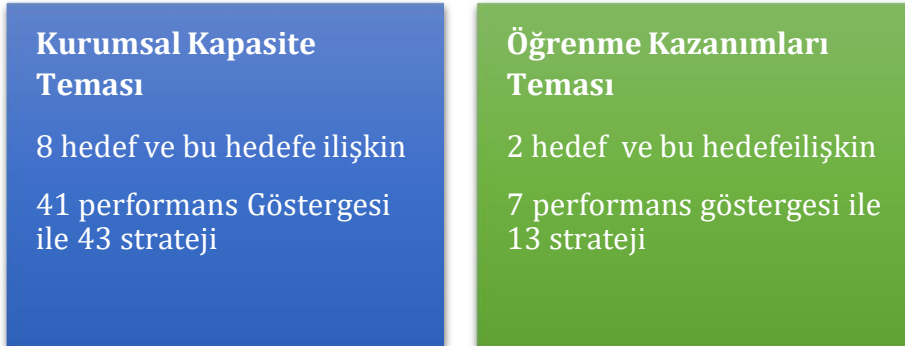 Kurumsal Kapasite
Teması
8 hedef ve bu hedefe ilişkin
41 performans Göstergesi
ile 43 strateji
Öğrenme Kazanımları
Teması
2 hedef  ve bu hedefeilişkin
7 performans göstergesi ile
13 strateji